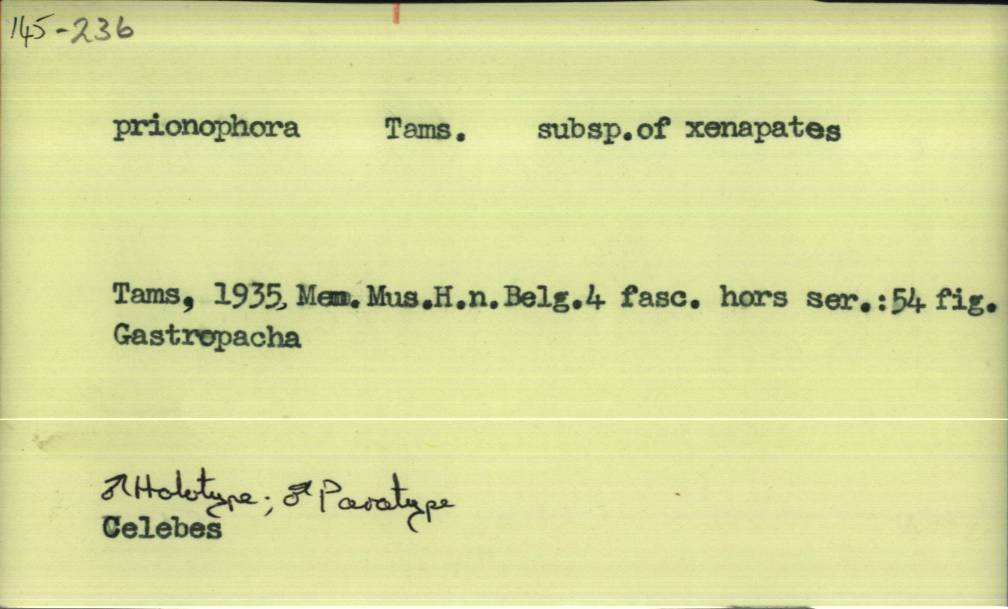 145-236
prionophora Tams. subsp.of xenapates
Tams, 1935, Mem. Mus.H.n.Belg.4 fasc. hors ser.:54 fig.
Gastropacha
♂ Holotype; ♂ Paratype
Celebes